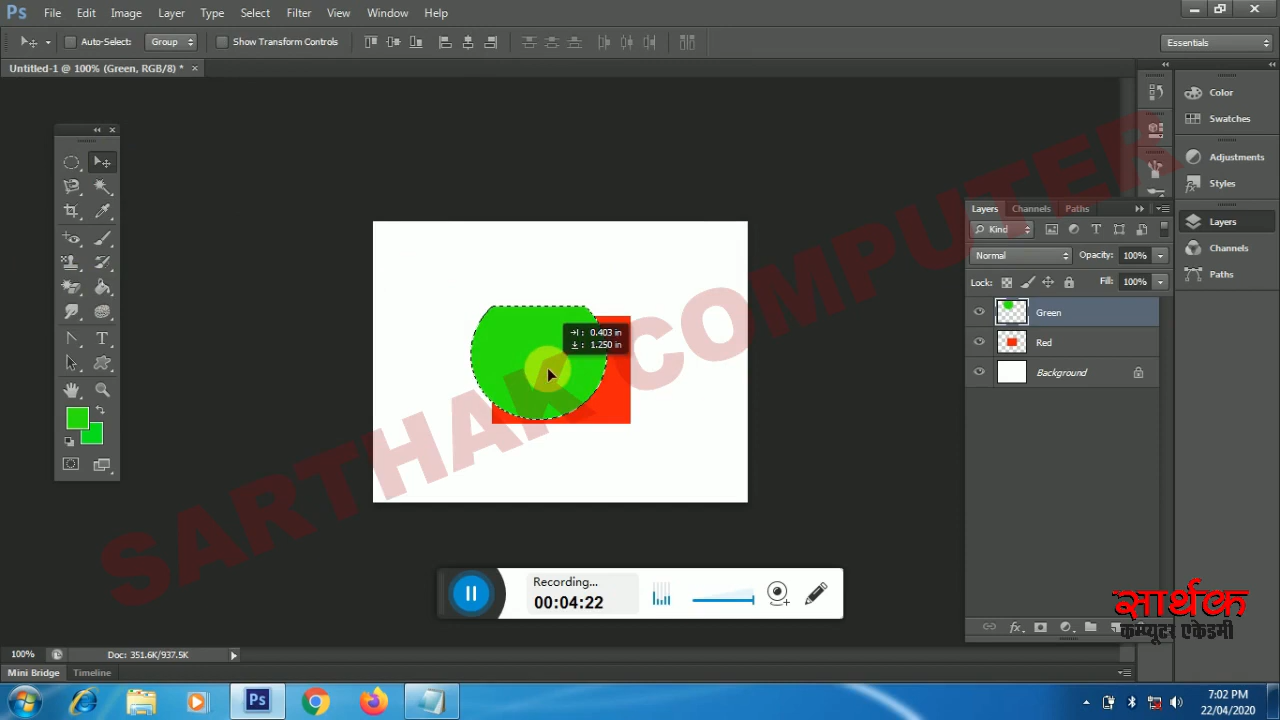 Ps File Edit Image Layer Type Select Filter View Window Help
Auto-Select: Group Show Transform Controls Essentials
Untitled-1 @ 100% (Green, RGB/8) * ×
Color
Swatches
Adjustments
Styles
Layers
Channels
Paths
Layers Channels Paths
Kind
Normal Opacity: 100%
Lock: Fill: 100%
Green
Red
Background
0.403 in
1.250 in
SARTHAK COMPUTER
Recording...
00:04:22
सार्थक
कम्प्यूटर एकेडमी
100% Doc: 351.6K/937.5K
Mini Bridge Timeline
Ps
7:02 PM
22/04/2020